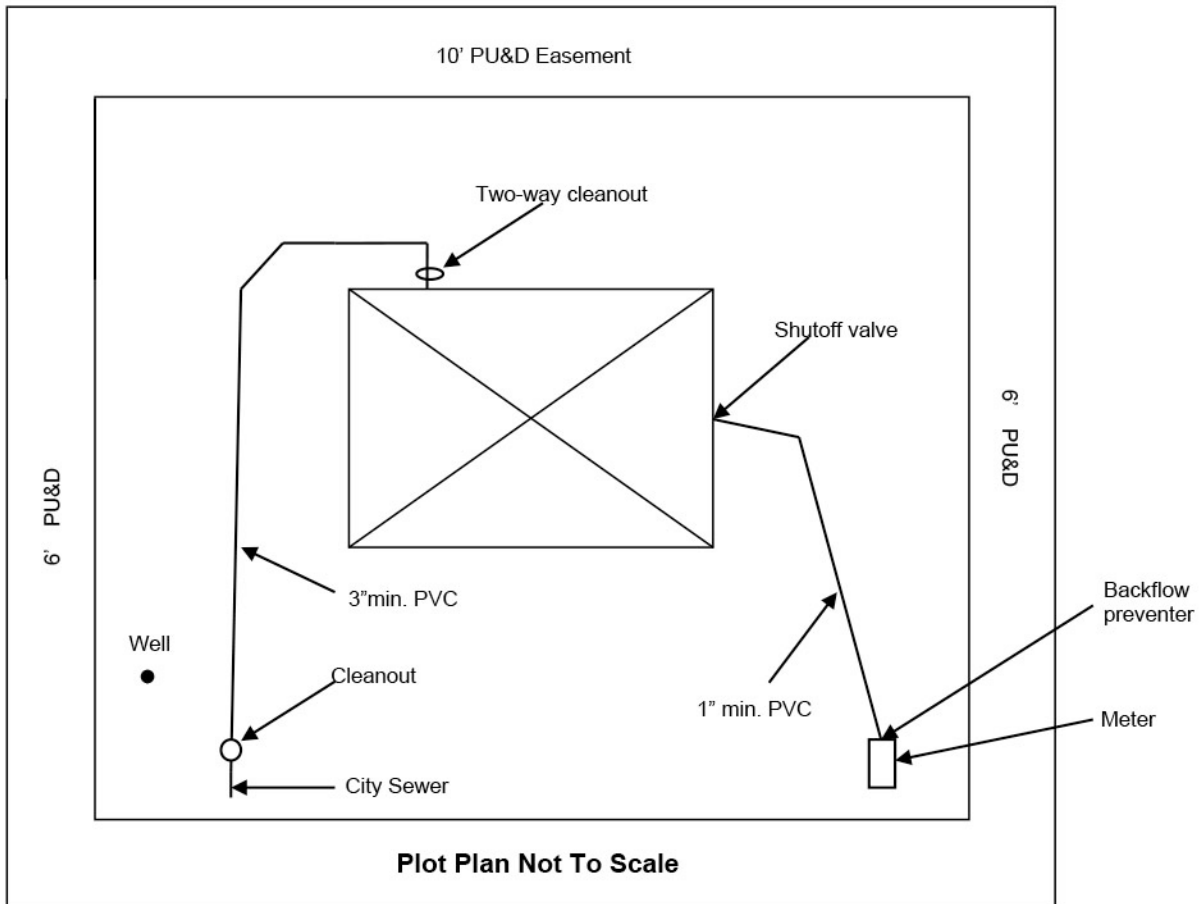 10’ PU&D Easement
Two-way cleanout
Shutoff valve
6’ PU&D
6’ PU&D
3”min. PVC
Backflow
preventer
Well
Cleanout
1” min. PVC
Meter
City Sewer
Plot Plan Not To Scale